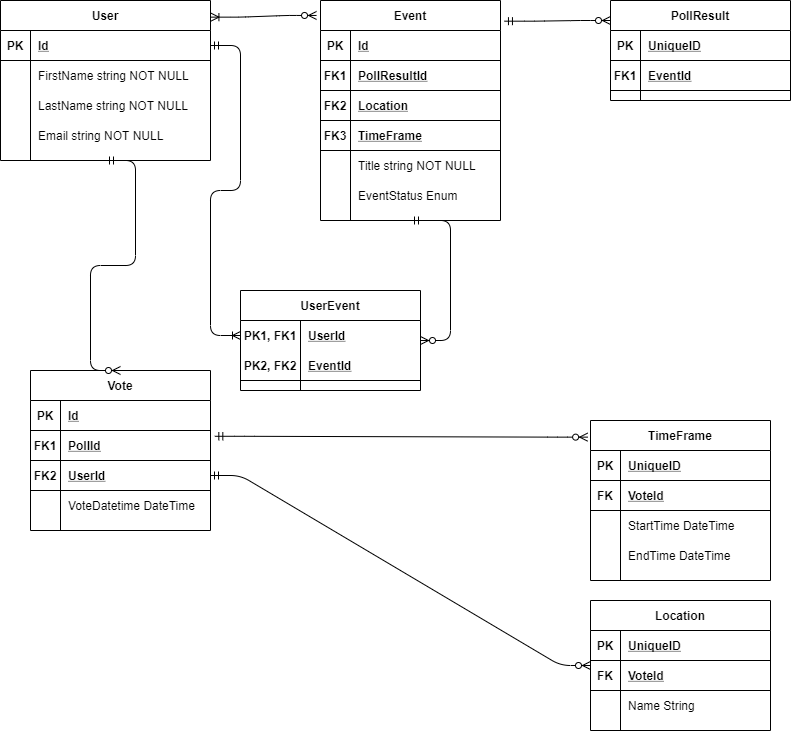 User
PK Id
FirstName string NOT NULL
LastName string NOT NULL
Email string NOT NULL
Event
PK Id
FK1 PollResultId
FK2 Location
FK3 TimeFrame
Title string NOT NULL
EventStatus Enum
PollResult
PK UniqueID
FK1 EventId
UserEvent
PK1, FK1 UserId
PK2, FK2 EventId
Vote
PK Id
FK1 PollId
FK2 UserId
VoteDatetime DateTime
TimeFrame
PK UniqueID
FK VoteId
StartTime DateTime
EndTime DateTime
Location
PK UniqueID
FK VoteId
Name String